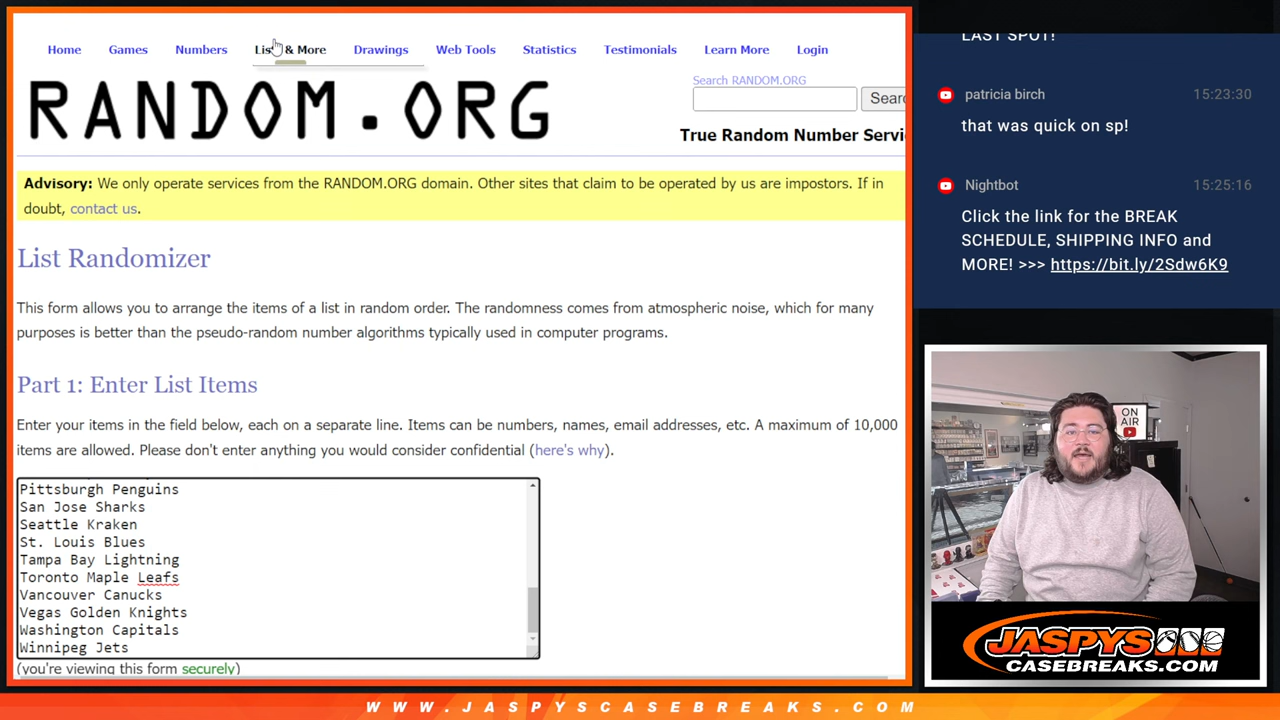 Home Games Numbers Lists & More Drawings Web Tools Statistics Testimonials Learn More Login
RANDOM.ORG
Search RANDOM.ORG
True Random Number
Advisory: We only operate services from the RANDOM.ORG domain. Other sites that claim to be operated by us are impostors. If in
doubt, contact us.
List Randomizer
This form allows you to arrange the items of a list in random order. The randomness comes from atmospheric noise, which for many
purposes is better than the pseudo-random number algorithms typically used in computer programs.
Part 1: Enter List Items
Enter your items in the field below, each on a separate line. Items can be numbers, names, email addresses, etc. A maximum of 10,000
items are allowed. Please don't enter anything you would consider confidential (here's why).
Pittsburgh Penguins
San Jose Sharks
Seattle Kraken
St. Louis Blues
Tampa Bay Lightning
Toronto Maple Leafs
Vancouver Canucks
Vegas Golden Knights
Washington Capitals
Winnipeg Jets
(you're viewing this form securely)
LAST SPOT!
patricia birch 15:23:30
that was quick on sp!
Nightbot 15:25:16
Click the link for the BREAK
SCHEDULE, SHIPPING INFO and
MORE! >>> https://bit.ly/2Sdw6K9
ON
AIR
JASPYS
CASEBREAKS.COM
WWW.JASPYSCASEBREAKS.COM